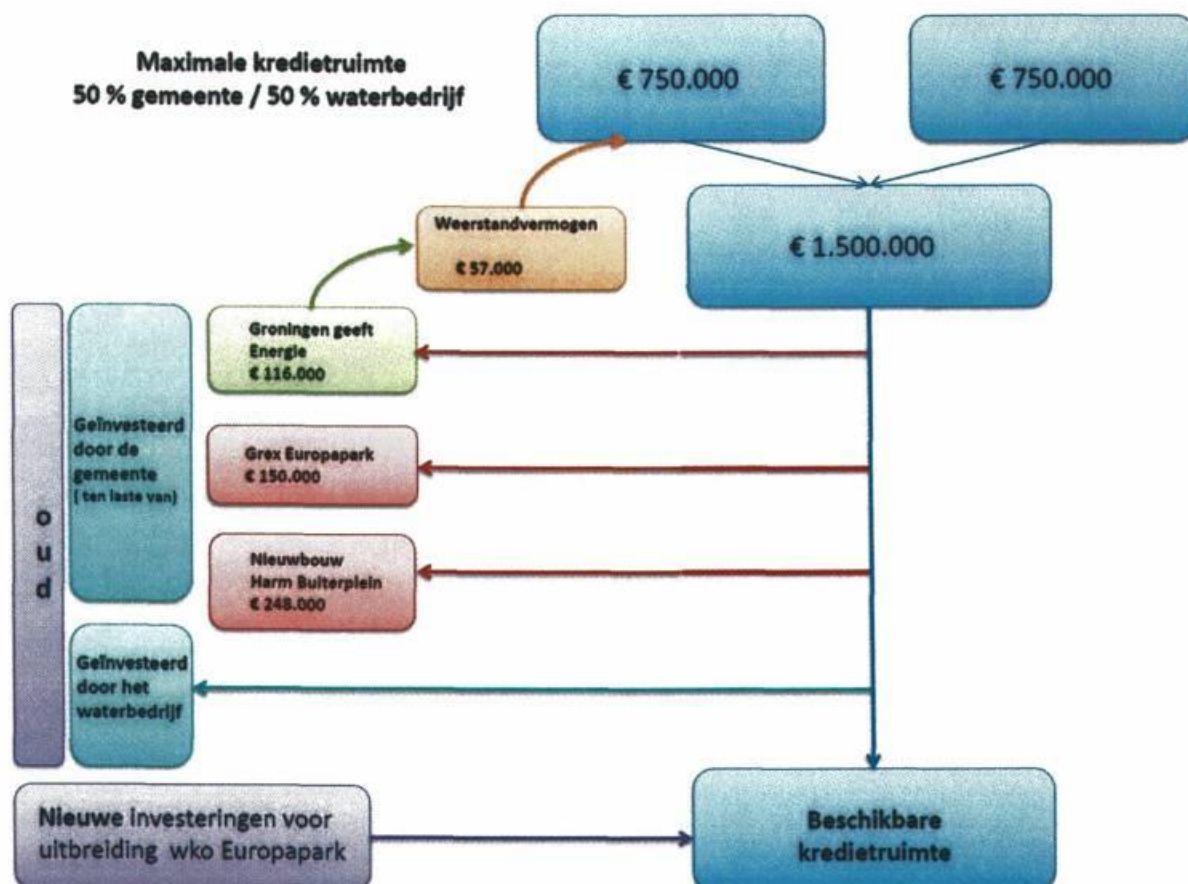 Maximale kredietruimte
50 % gemeente / 50 % waterbedrijf
€ 750.000
€ 750.000
€ 1.500.000
Weerstandvermogen
€ 57.000
Groningen geeft
Energie
€ 116.000
Grex Europapark
€ 150.000
Nieuwbouw
Harm Buiterplein
€ 248.000
oud
Geïnvesteerd
door de
gemeente
( ten laste van)
Geïnvesteerd
door het
waterbedrijf
Nieuwe investeringen voor
uitbreiding wko Europapark
Beschikbare
kredietruimte